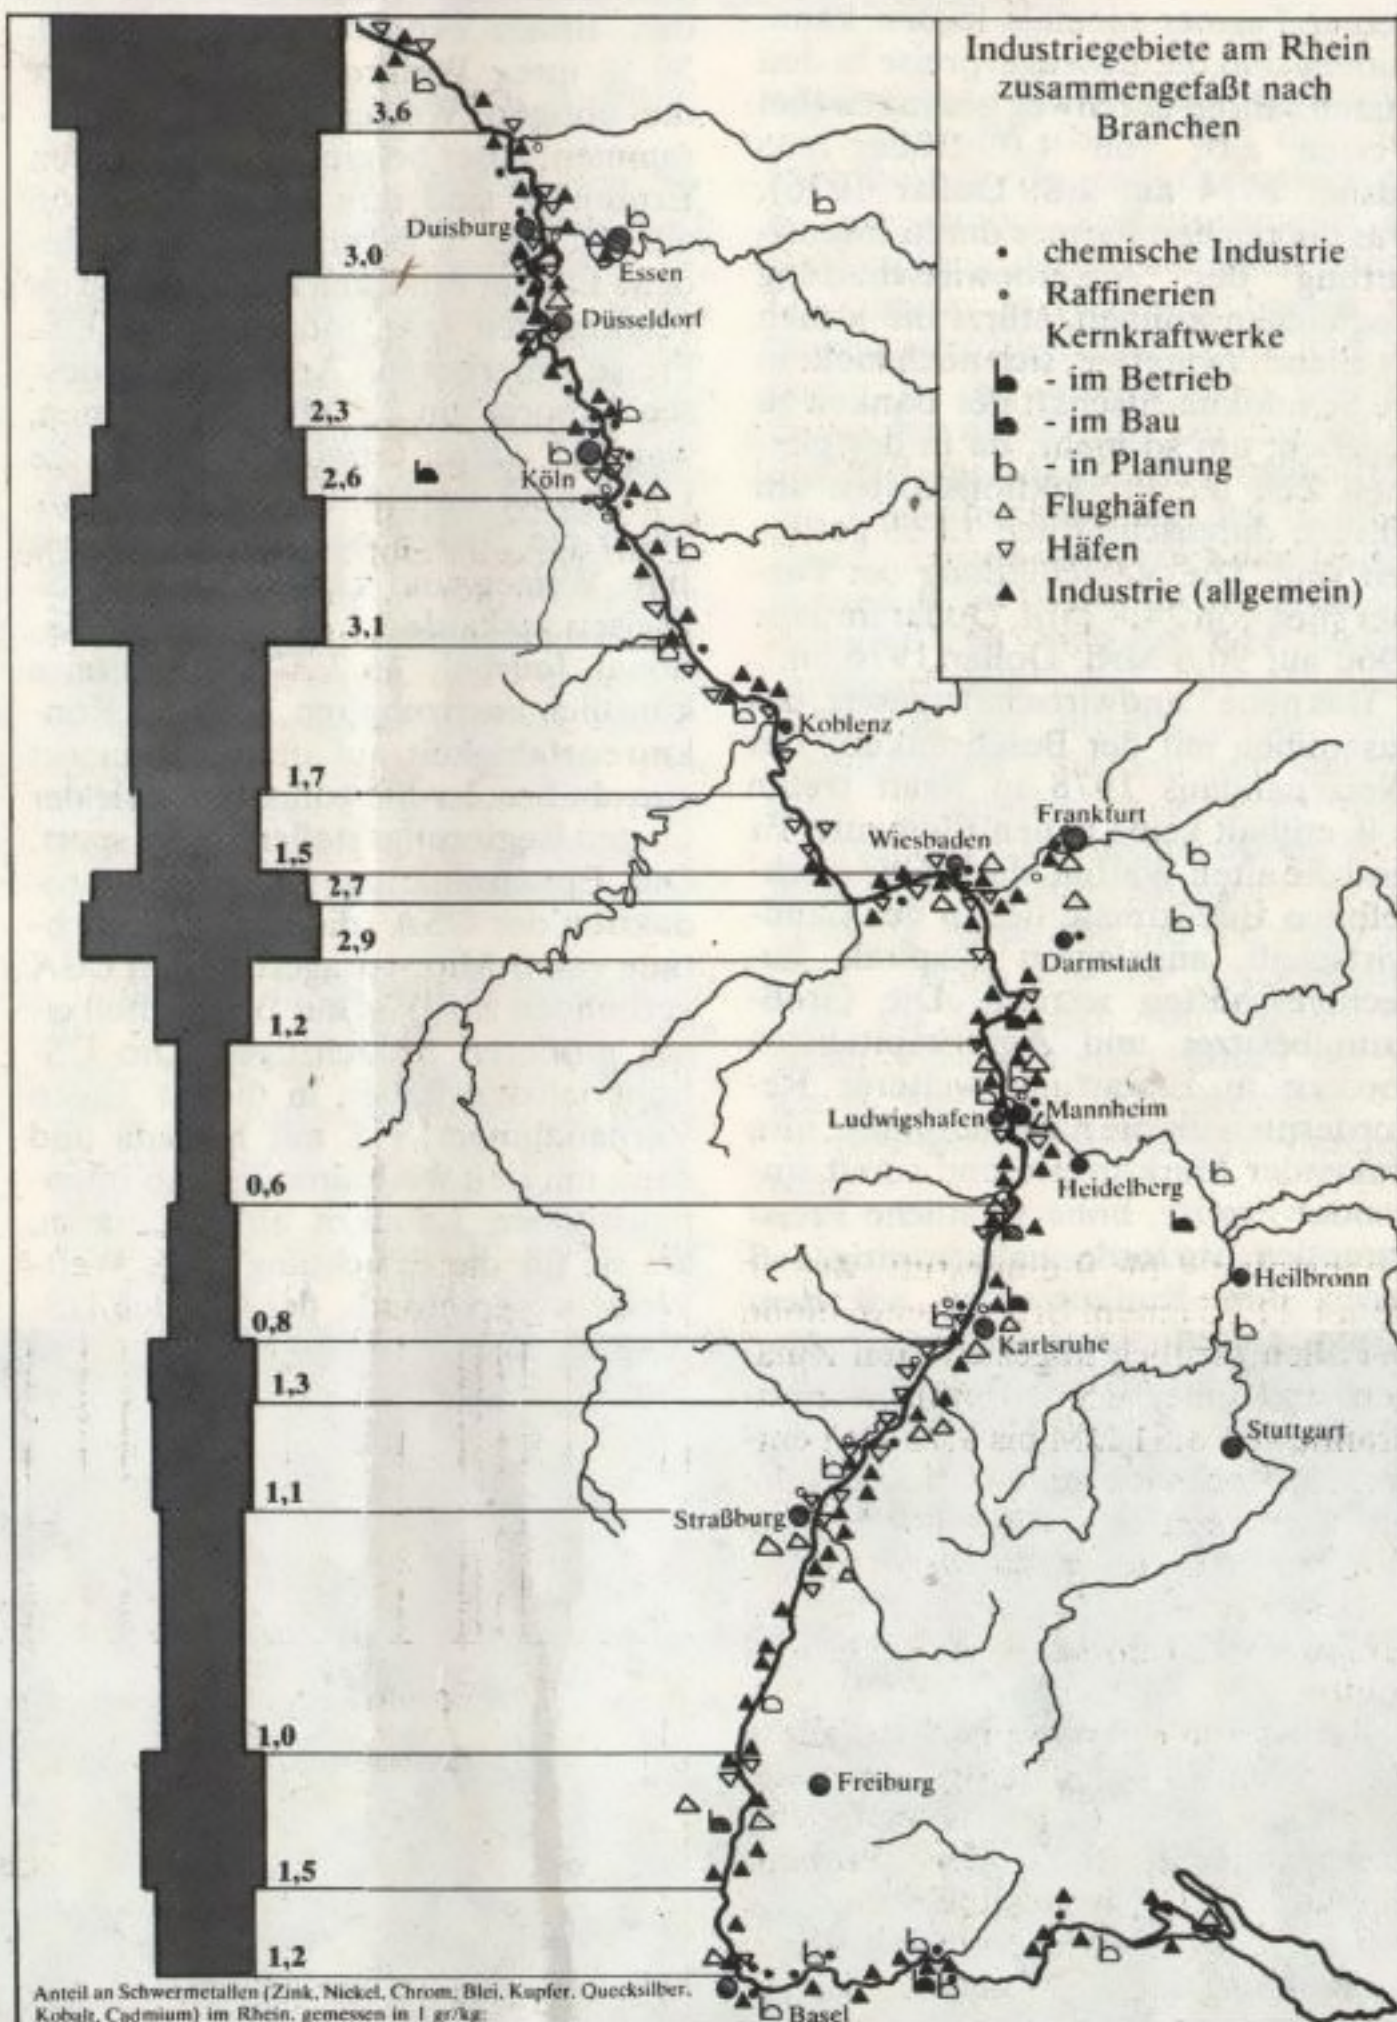 Industriegebiete am Rhein
zusammengefaßt nach
Branchen
chemische Industrie
Raffinerien
Kernkraftwerke
- im Betrieb
- im Bau
- in Planung
Flughäfen
Häfen
Industrie (allgemein)
3,6
Duisburg
3,0
Essen
Düsseldorf
2,3
2,6
Köln
3,1
Koblenz
1,7
Frankfurt
Wiesbaden
1,5
2,7
2,9
Darmstadt
1,2
Ludwigshafen
Mannheim
0,6
Heidelberg
Heilbronn
0,8
Karlsruhe
1,3
Stuttgart
1,1
Straßburg
1,0
Freiburg
1,5
1,2
Anteil an Schwermetallen (Zink, Nickel, Chrom, Blei, Kupfer, Quecksilber,
Kobalt, Cadmium) im Rhein, gemessen in 1 gr/kg:
Basel